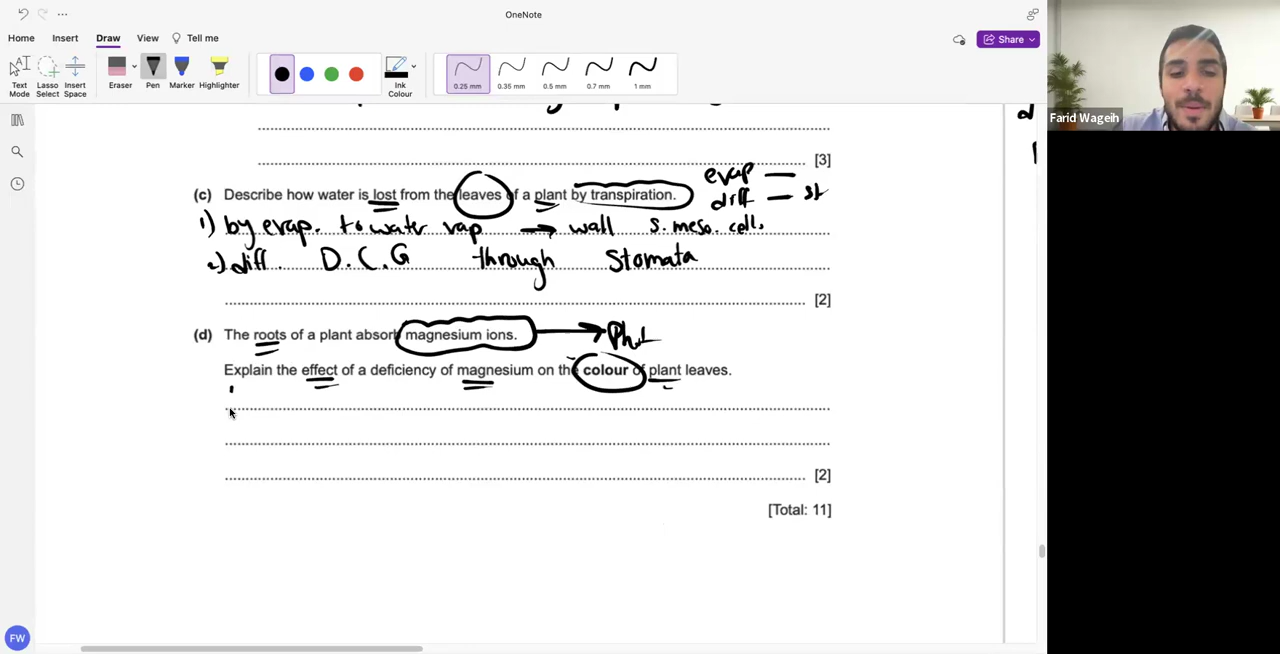 OneNote
Home Insert Draw View Tell me
Share
Text Mode
Lasso Select
Insert Space
Eraser
Pen
Marker
Highlighter
Ink Colour
0.25 mm 0.35 mm 0.5 mm 0.7 mm 1 mm
Farid Wageih
[3]
evap —
diff — st
(c) Describe how water is lost from the leaves of a plant by transpiration.
1) by evap. to water vap → wall s. meso. cells
2) diff. D.C.G through Stomata
[2]
(d) The roots of a plant absorb magnesium ions. →
Explain the effect of a deficiency of magnesium on the colour of plant leaves.
[2]
[Total: 11]
FW